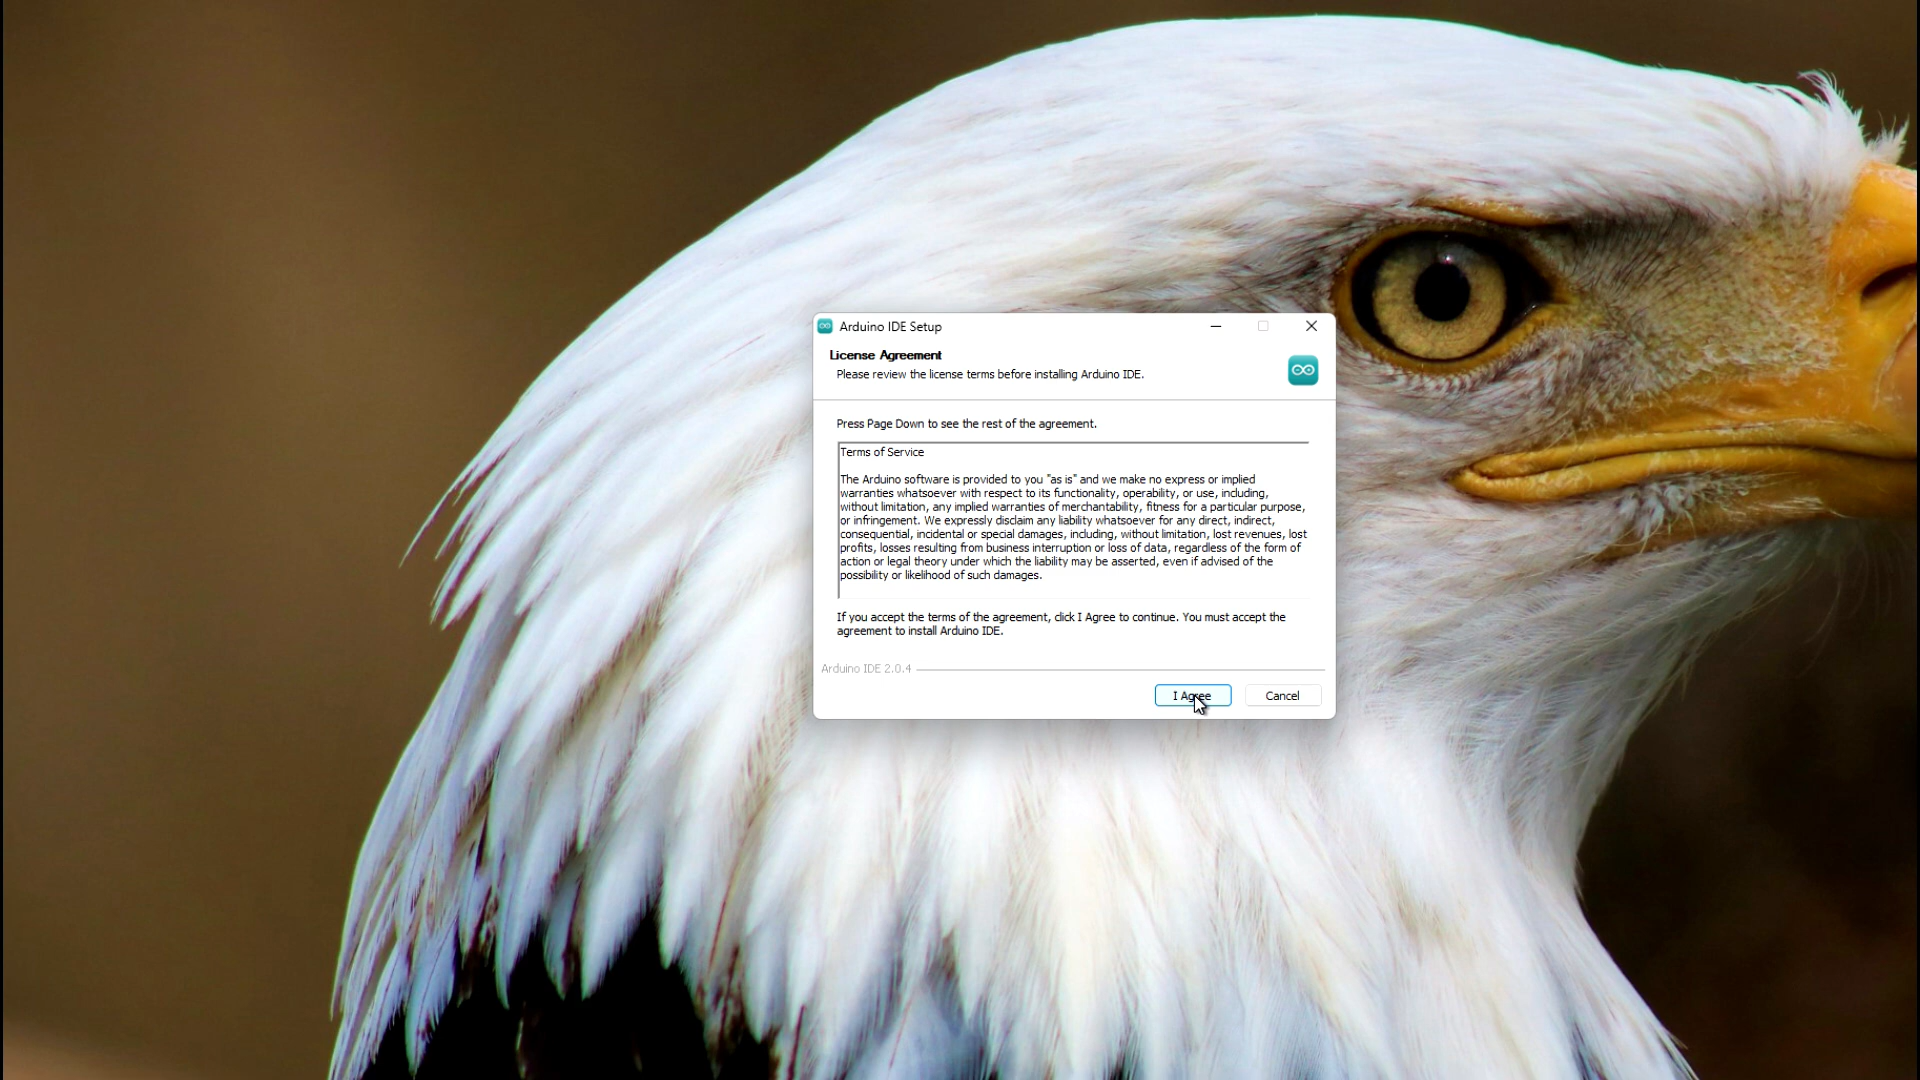 Arduino IDE Setup
License Agreement
Please review the license terms before installing Arduino IDE.
Press Page Down to see the rest of the agreement.
Terms of Service
The Arduino software is provided to you "as is" and we make no express or implied
warranties whatsoever with respect to its functionality, operability, or use, including,
without limitation, any implied warranties of merchantability, fitness for a particular purpose,
or infringement. We expressly disclaim any liability whatsoever for any direct, indirect,
consequential, incidental or special damages, including, without limitation, lost revenues, lost
profits, losses resulting from business interruption or loss of data, regardless of the form of
action or legal theory under which the liability may be asserted, even if advised of the
possibility or likelihood of such damages.
If you accept the terms of the agreement, click I Agree to continue. You must accept the
agreement to install Arduino IDE.
Arduino IDE 2.0.4
I Agree
Cancel